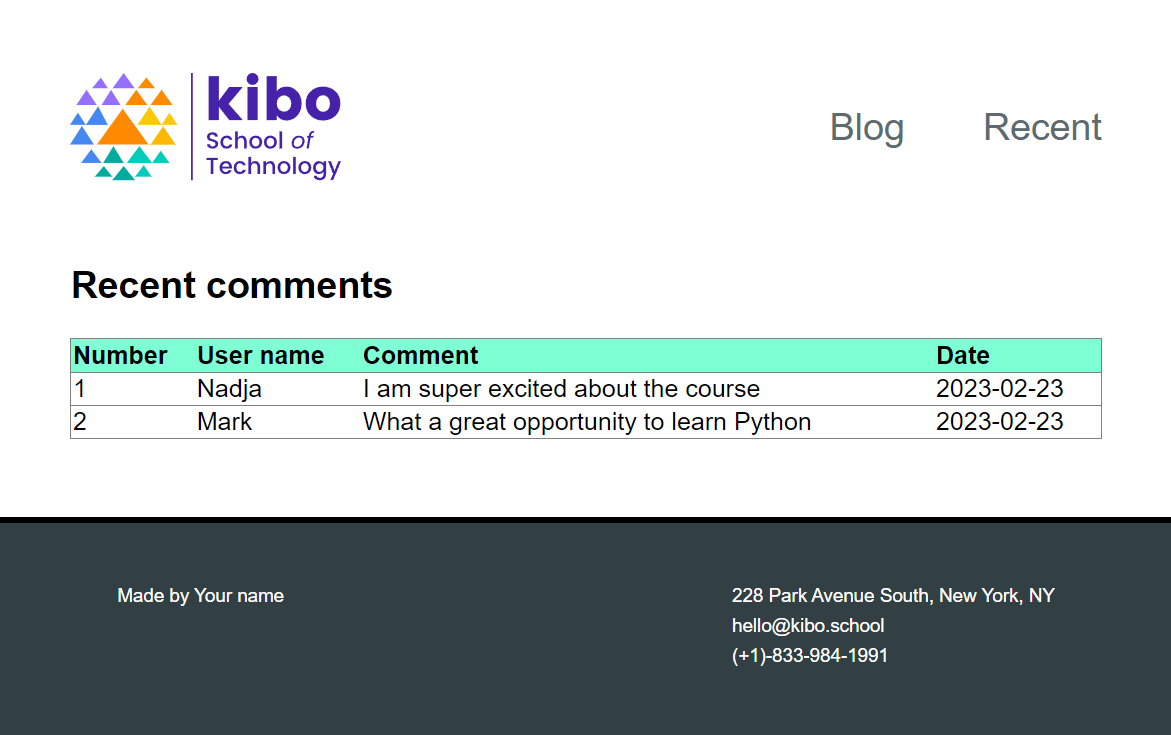 kibo
School of
Technology
Blog Recent
Recent comments
Number User name Comment Date
1 Nadja I am super excited about the course 2023-02-23
2 Mark What a great opportunity to learn Python 2023-02-23
Made by Your name
228 Park Avenue South, New York, NY
hello@kibo.school
(+1)-833-984-1991